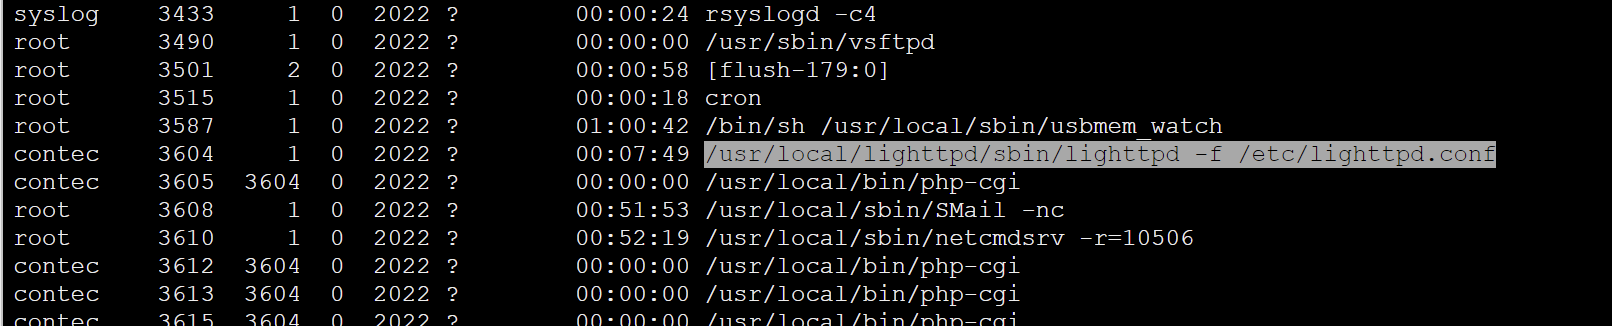 syslog 3433 1 0 2022 ? 00:00:24 rsyslogd -c4
root 3490 1 0 2022 ? 00:00:00 /usr/sbin/vsftpd
root 3501 2 0 2022 ? 00:00:58 [flush-179:0]
root 3515 1 0 2022 ? 00:00:18 cron
root 3587 1 0 2022 ? 01:00:42 /bin/sh /usr/local/sbin/usbmem_watch
contec 3604 1 0 2022 ? 00:07:49 /usr/local/lighttpd/sbin/lighttpd -f /etc/lighttpd.conf
contec 3605 3604 0 2022 ? 00:00:00 /usr/local/bin/php-cgi
root 3608 1 0 2022 ? 00:51:53 /usr/local/sbin/SMail -nc
root 3610 1 0 2022 ? 00:52:19 /usr/local/sbin/netcmdsrv -r=10506
contec 3612 3604 0 2022 ? 00:00:00 /usr/local/bin/php-cgi
contec 3613 3604 0 2022 ? 00:00:00 /usr/local/bin/php-cgi
contec 3615 3604 0 2022 ? 00:00:00 /usr/local/bin/php-cgi